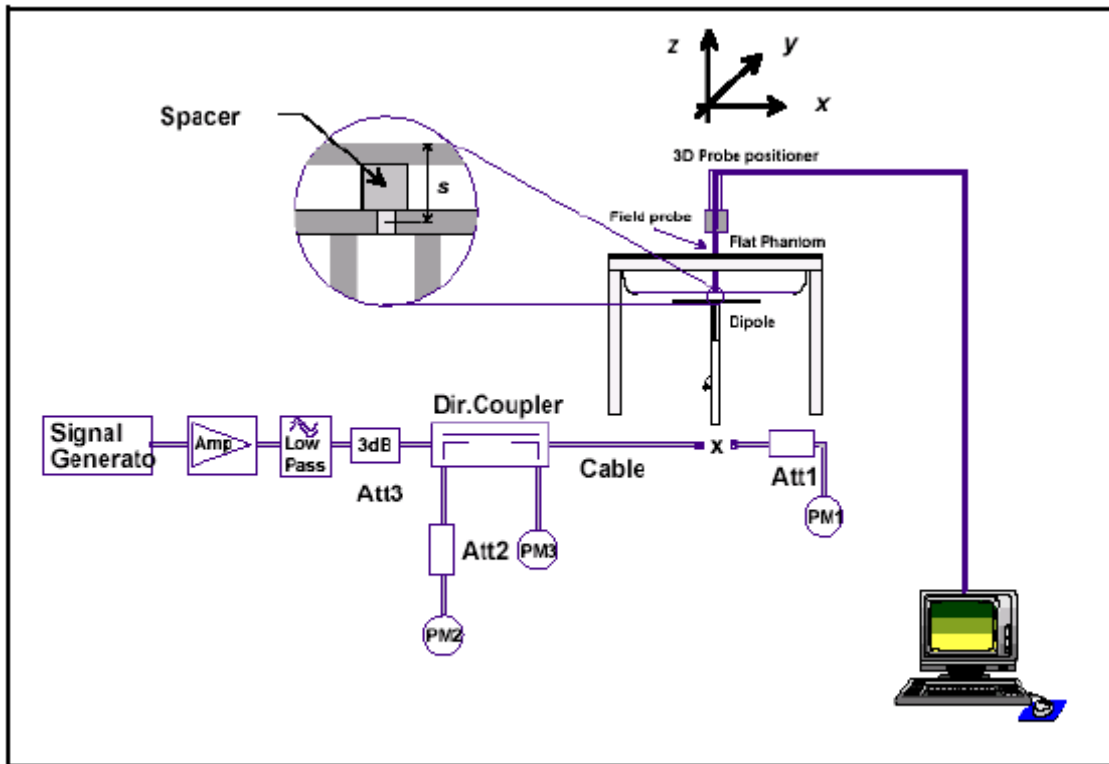 z
y
x
Spacer
s
3D Probe positioner
Field probe
Flat Phantom
Dipole
Dir.Coupler
Signal
Generato
Amp
Low
Pass
3dB
Att3
Cable
x
Att1
PM1
Att2
PM3
PM2